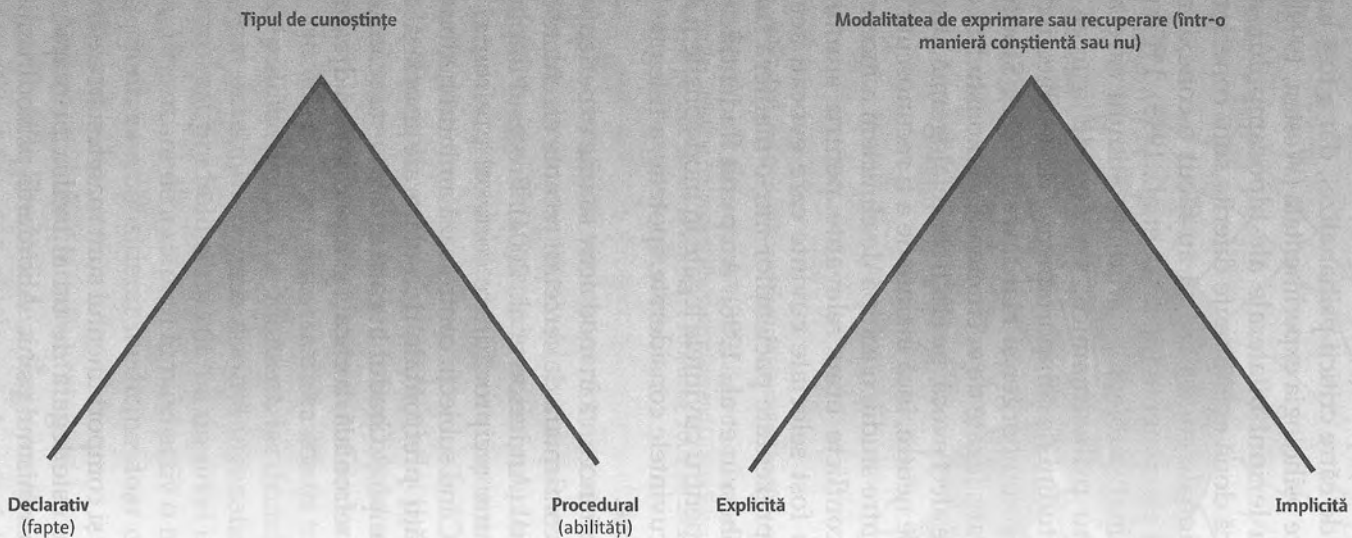 Tipul de cunoștințe
Modalitatea de exprimare sau recuperare (într-o
manieră conștientă sau nu)
Declarativ
(fapte)
Procedural
(abilități)
Explicită
Implicită